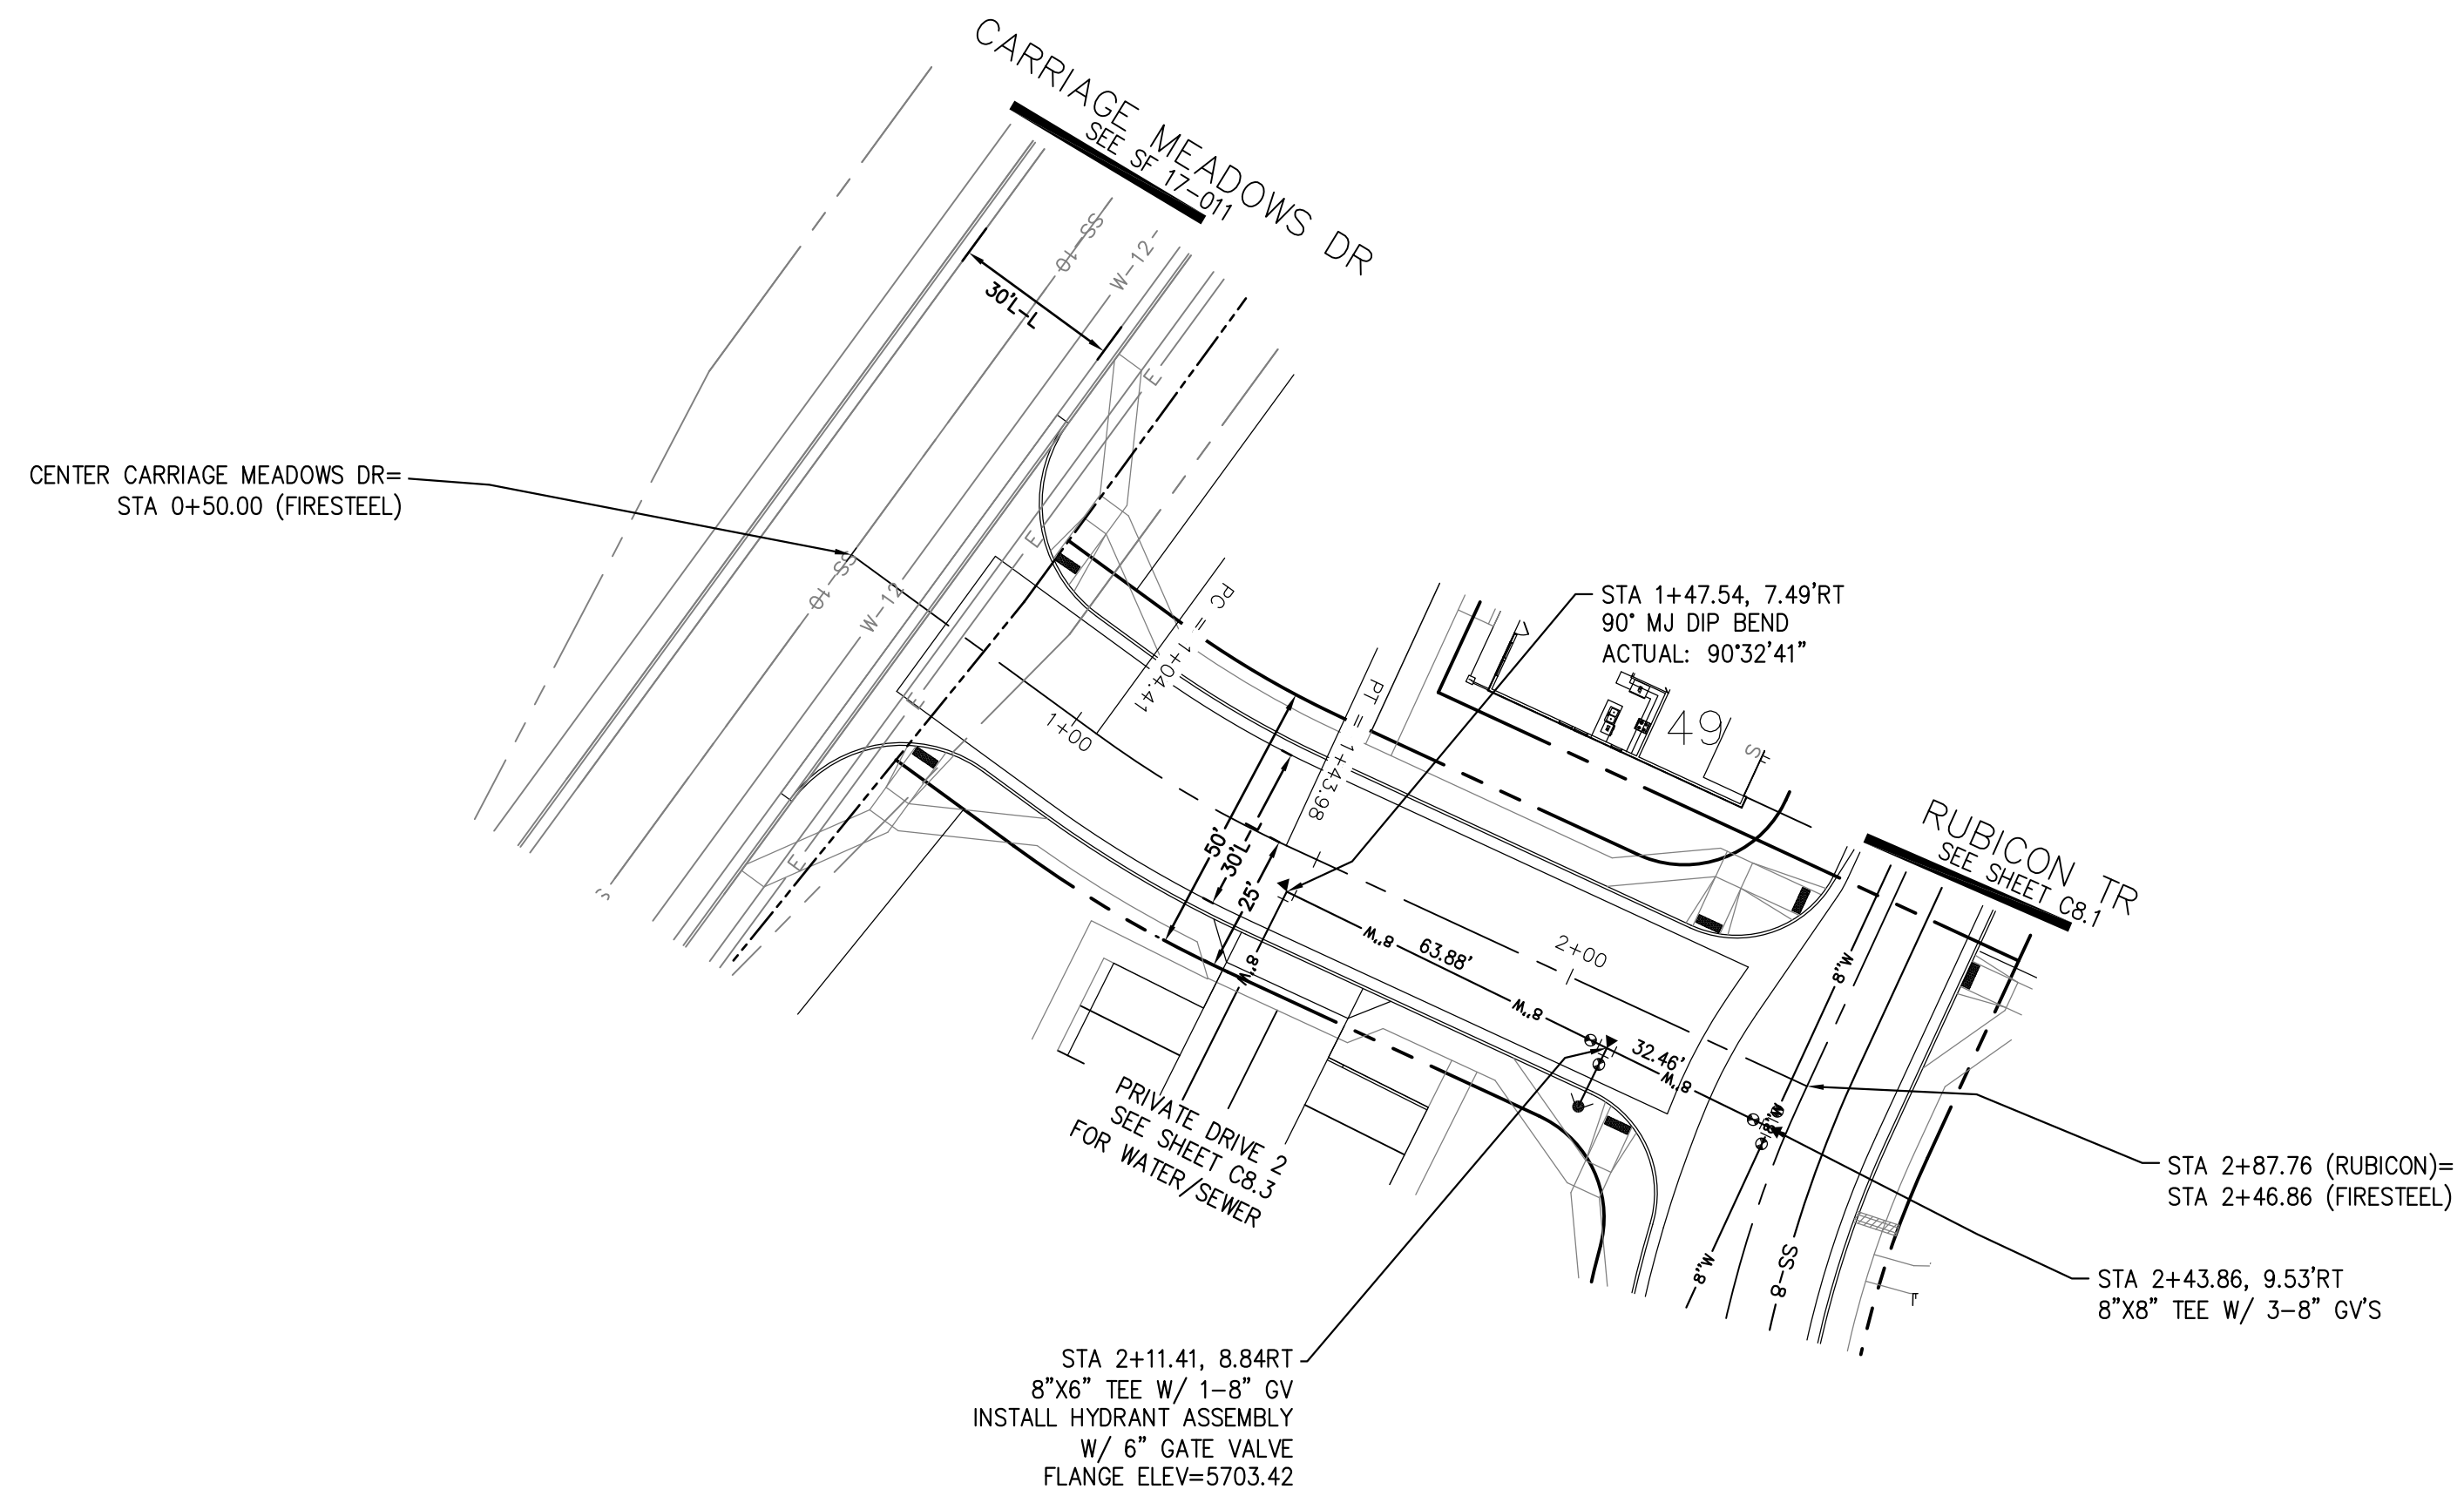 CARRIAGE MEADOWS DR
SEE SF 17-011
SS-10
W-12
30'L-L
E
CENTER CARRIAGE MEADOWS DR=
STA 0+50.00 (FIRESTEEL)
SS-10
W-12
E
E
E
S
PC = 1+04.41
1+00
PT = 1+43.98
STA 1+47.54, 7.49'RT
90° MJ DIP BEND
ACTUAL: 90°32'41"
49
SF
50'
30'L-L
25'
8"W
8"W
63.88'
8"W
2+00
32.46'
8"W
RUBICON TR
SEE SHEET C8.1
8"W
8"W
8"W
SS-8
PRIVATE DRIVE 2
SEE SHEET C8.3
FOR WATER/SEWER
STA 2+87.76 (RUBICON)=
STA 2+46.86 (FIRESTEEL)
STA 2+43.86, 9.53'RT
8"X8" TEE W/ 3-8" GV'S
STA 2+11.41, 8.84RT
8"X6" TEE W/ 1-8" GV
INSTALL HYDRANT ASSEMBLY
W/ 6" GATE VALVE
FLANGE ELEV=5703.42